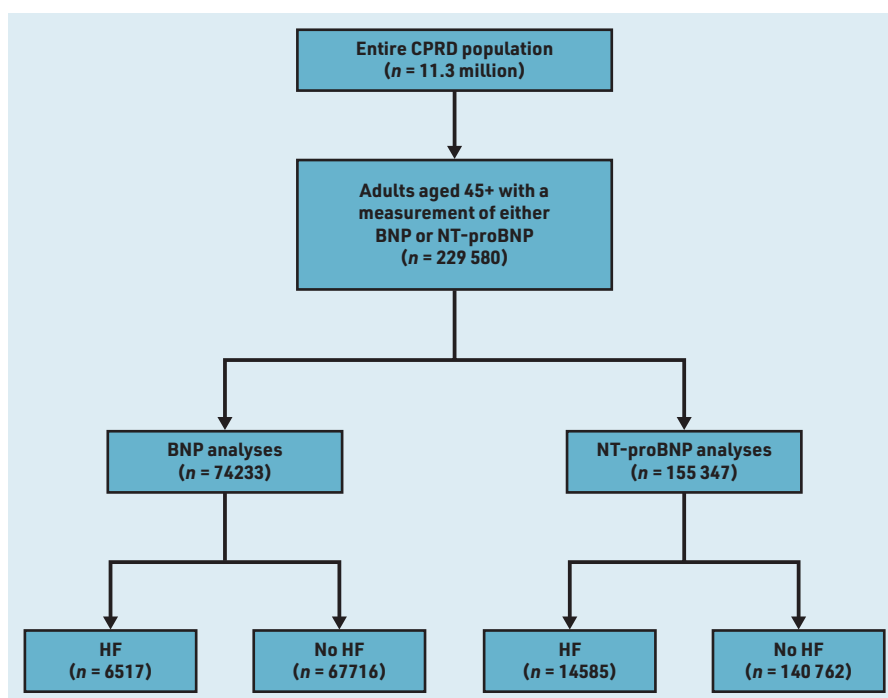 Entire CPRD population
(n = 11.3 million)
Adults aged 45+ with a
measurement of either
BNP or NT-proBNP
(n = 229 580)
BNP analyses
(n = 74233)
NT-proBNP analyses
(n = 155 347)
HF
(n = 6517)
No HF
(n = 67716)
HF
(n = 14585)
No HF
(n = 140 762)